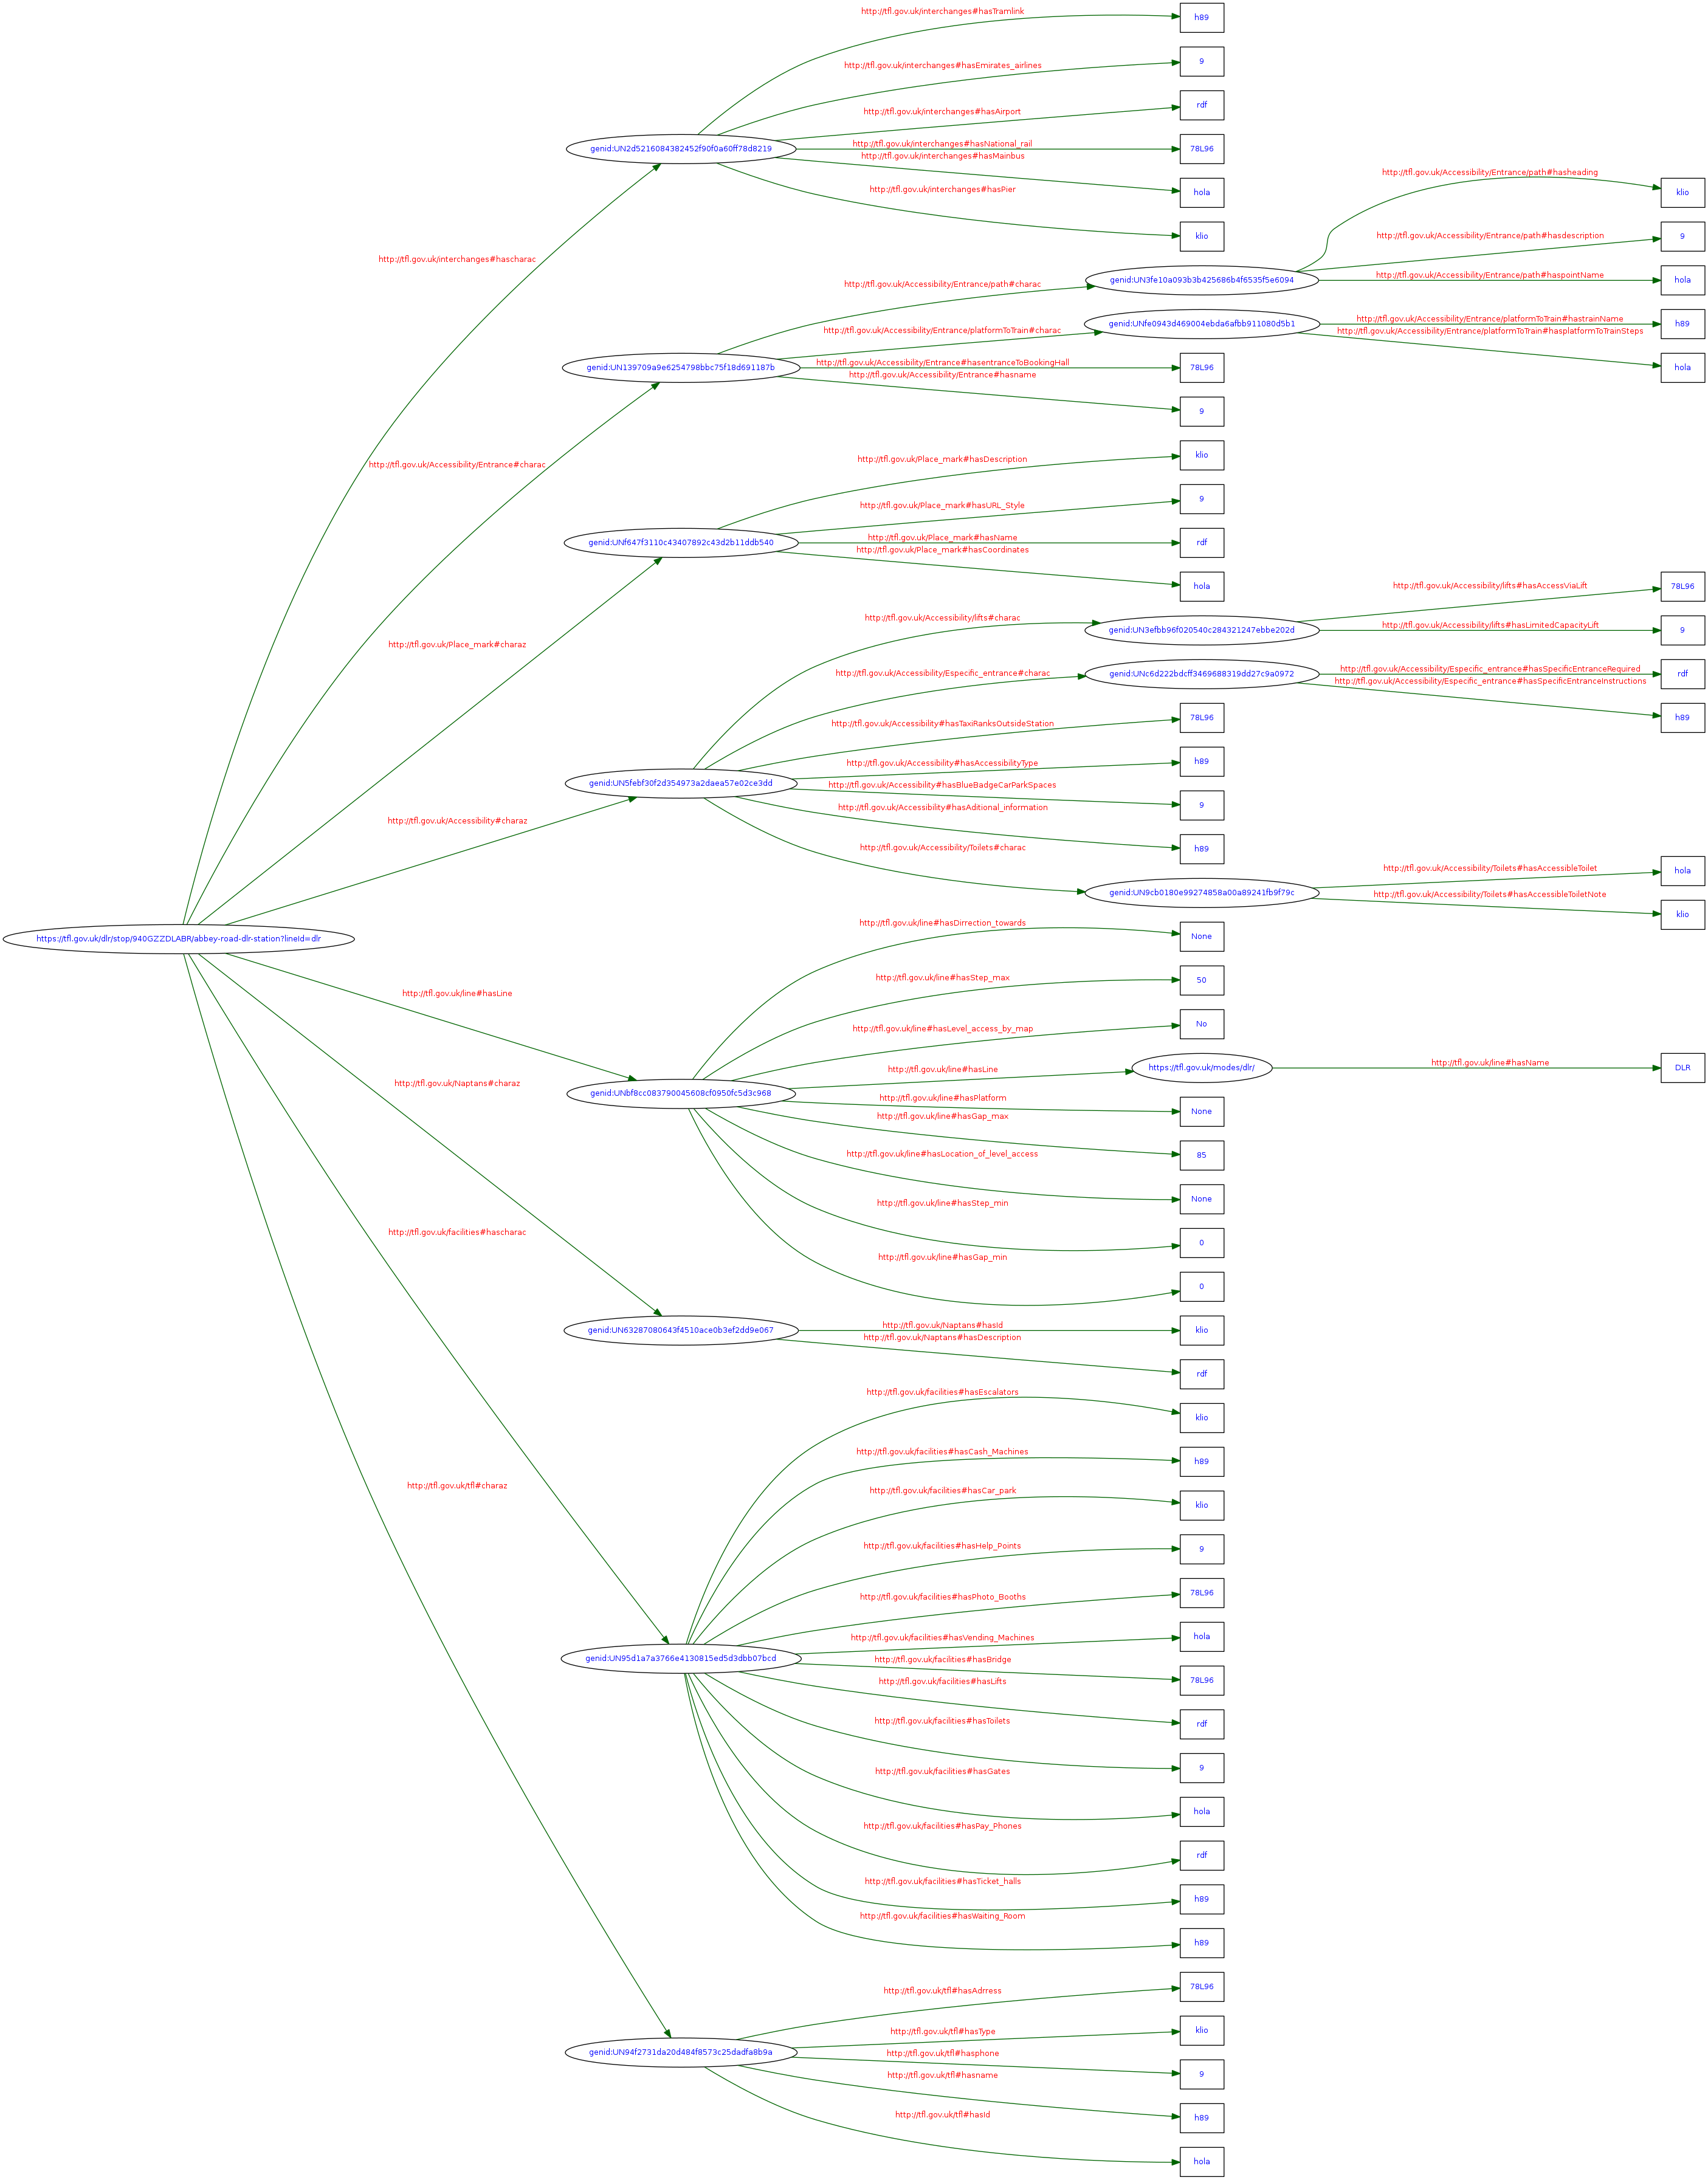 http://tfl.gov.uk/interchanges#hasTramlink
h89
http://tfl.gov.uk/interchanges#hasEmirates_airlines
9
http://tfl.gov.uk/interchanges#hasAirport
rdf
genid:UN2d5216084382452f90f0a60ff78d8219
http://tfl.gov.uk/interchanges#hasNational_rail
78L96
http://tfl.gov.uk/interchanges#hasMainbus
hola
http://tfl.gov.uk/interchanges#hasPier
klio
http://tfl.gov.uk/interchanges#hascharac
http://tfl.gov.uk/Accessibility/Entrance/path#hasheading
klio
http://tfl.gov.uk/Accessibility/Entrance/path#hasdescription
9
http://tfl.gov.uk/Accessibility/Entrance/path#charac
genid:UN3fe10a093b3b425686b4f6535f5e6094
http://tfl.gov.uk/Accessibility/Entrance/path#haspointName
hola
http://tfl.gov.uk/Accessibility/Entrance/platformToTrain#charac
genid:UNfe0943d469004ebda6afbb911080d5b1
http://tfl.gov.uk/Accessibility/Entrance/platformToTrain#hastrainName
h89
http://tfl.gov.uk/Accessibility/Entrance/platformToTrain#hasplatformToTrainSteps
hola
genid:UN139709a9e6254798bbc75f18d691187b
http://tfl.gov.uk/Accessibility/Entrance#hasentranceToBookingHall
78L96
http://tfl.gov.uk/Accessibility/Entrance#hasname
9
http://tfl.gov.uk/Accessibility/Entrance#charac
http://tfl.gov.uk/Place_mark#hasDescription
klio
http://tfl.gov.uk/Place_mark#hasURL_Style
9
genid:UNf647f3110c43407892c43d2b11ddb540
http://tfl.gov.uk/Place_mark#hasName
rdf
http://tfl.gov.uk/Place_mark#hasCoordinates
hola
http://tfl.gov.uk/Place_mark#charaz
http://tfl.gov.uk/Accessibility/lifts#charac
genid:UN3efbb96f020540c284321247ebbe202d
http://tfl.gov.uk/Accessibility/lifts#hasAccessViaLift
78L96
http://tfl.gov.uk/Accessibility/lifts#hasLimitedCapacityLift
9
http://tfl.gov.uk/Accessibility/Especific_entrance#charac
genid:UNc6d222bdcff3469688319dd27c9a0972
http://tfl.gov.uk/Accessibility/Especific_entrance#hasSpecificEntranceRequired
rdf
http://tfl.gov.uk/Accessibility/Especific_entrance#hasSpecificEntranceInstructions
h89
http://tfl.gov.uk/Accessibility#hasTaxiRanksOutsideStation
78L96
http://tfl.gov.uk/Accessibility#hasAccessibilityType
h89
genid:UN5febf30f2d354973a2daea57e02ce3dd
http://tfl.gov.uk/Accessibility#hasBlueBadgeCarParkSpaces
9
http://tfl.gov.uk/Accessibility#hasAditional_information
h89
http://tfl.gov.uk/Accessibility#charaz
http://tfl.gov.uk/Accessibility/Toilets#charac
genid:UN9cb0180e99274858a00a89241fb9f79c
http://tfl.gov.uk/Accessibility/Toilets#hasAccessibleToilet
hola
http://tfl.gov.uk/Accessibility/Toilets#hasAccessibleToiletNote
klio
https://tfl.gov.uk/dlr/stop/940GZZDLABR/abbey-road-dlr-station?lineId=dlr
http://tfl.gov.uk/line#hasDirrection_towards
None
http://tfl.gov.uk/line#hasStep_max
50
http://tfl.gov.uk/line#hasLine
http://tfl.gov.uk/line#hasLevel_access_by_map
No
http://tfl.gov.uk/line#hasLine
https://tfl.gov.uk/modes/dlr/
http://tfl.gov.uk/line#hasName
DLR
genid:UNbf8cc083790045608cf0950fc5d3c968
http://tfl.gov.uk/line#hasPlatform
None
http://tfl.gov.uk/line#hasGap_max
85
http://tfl.gov.uk/line#hasLocation_of_level_access
None
http://tfl.gov.uk/line#hasStep_min
0
http://tfl.gov.uk/line#hasGap_min
0
http://tfl.gov.uk/Naptans#charaz
genid:UN63287080643f4510ace0b3ef2dd9e067
http://tfl.gov.uk/Naptans#hasId
klio
http://tfl.gov.uk/Naptans#hasDescription
rdf
http://tfl.gov.uk/facilities#hascharac
http://tfl.gov.uk/facilities#hasEscalators
klio
http://tfl.gov.uk/facilities#hasCash_Machines
h89
http://tfl.gov.uk/facilities#hasCar_park
klio
http://tfl.gov.uk/facilities#hasHelp_Points
9
http://tfl.gov.uk/facilities#hasPhoto_Booths
78L96
http://tfl.gov.uk/facilities#hasVending_Machines
hola
genid:UN95d1a7a3766e4130815ed5d3dbb07bcd
http://tfl.gov.uk/facilities#hasBridge
78L96
http://tfl.gov.uk/facilities#hasLifts
rdf
http://tfl.gov.uk/facilities#hasToilets
9
http://tfl.gov.uk/facilities#hasGates
hola
http://tfl.gov.uk/facilities#hasPay_Phones
rdf
http://tfl.gov.uk/facilities#hasTicket_halls
h89
http://tfl.gov.uk/facilities#hasWaiting_Room
h89
http://tfl.gov.uk/tfl#charaz
http://tfl.gov.uk/tfl#hasAdrress
78L96
http://tfl.gov.uk/tfl#hasType
klio
genid:UN94f2731da20d484f8573c25dadfa8b9a
http://tfl.gov.uk/tfl#hasphone
9
http://tfl.gov.uk/tfl#hasname
h89
http://tfl.gov.uk/tfl#hasId
hola